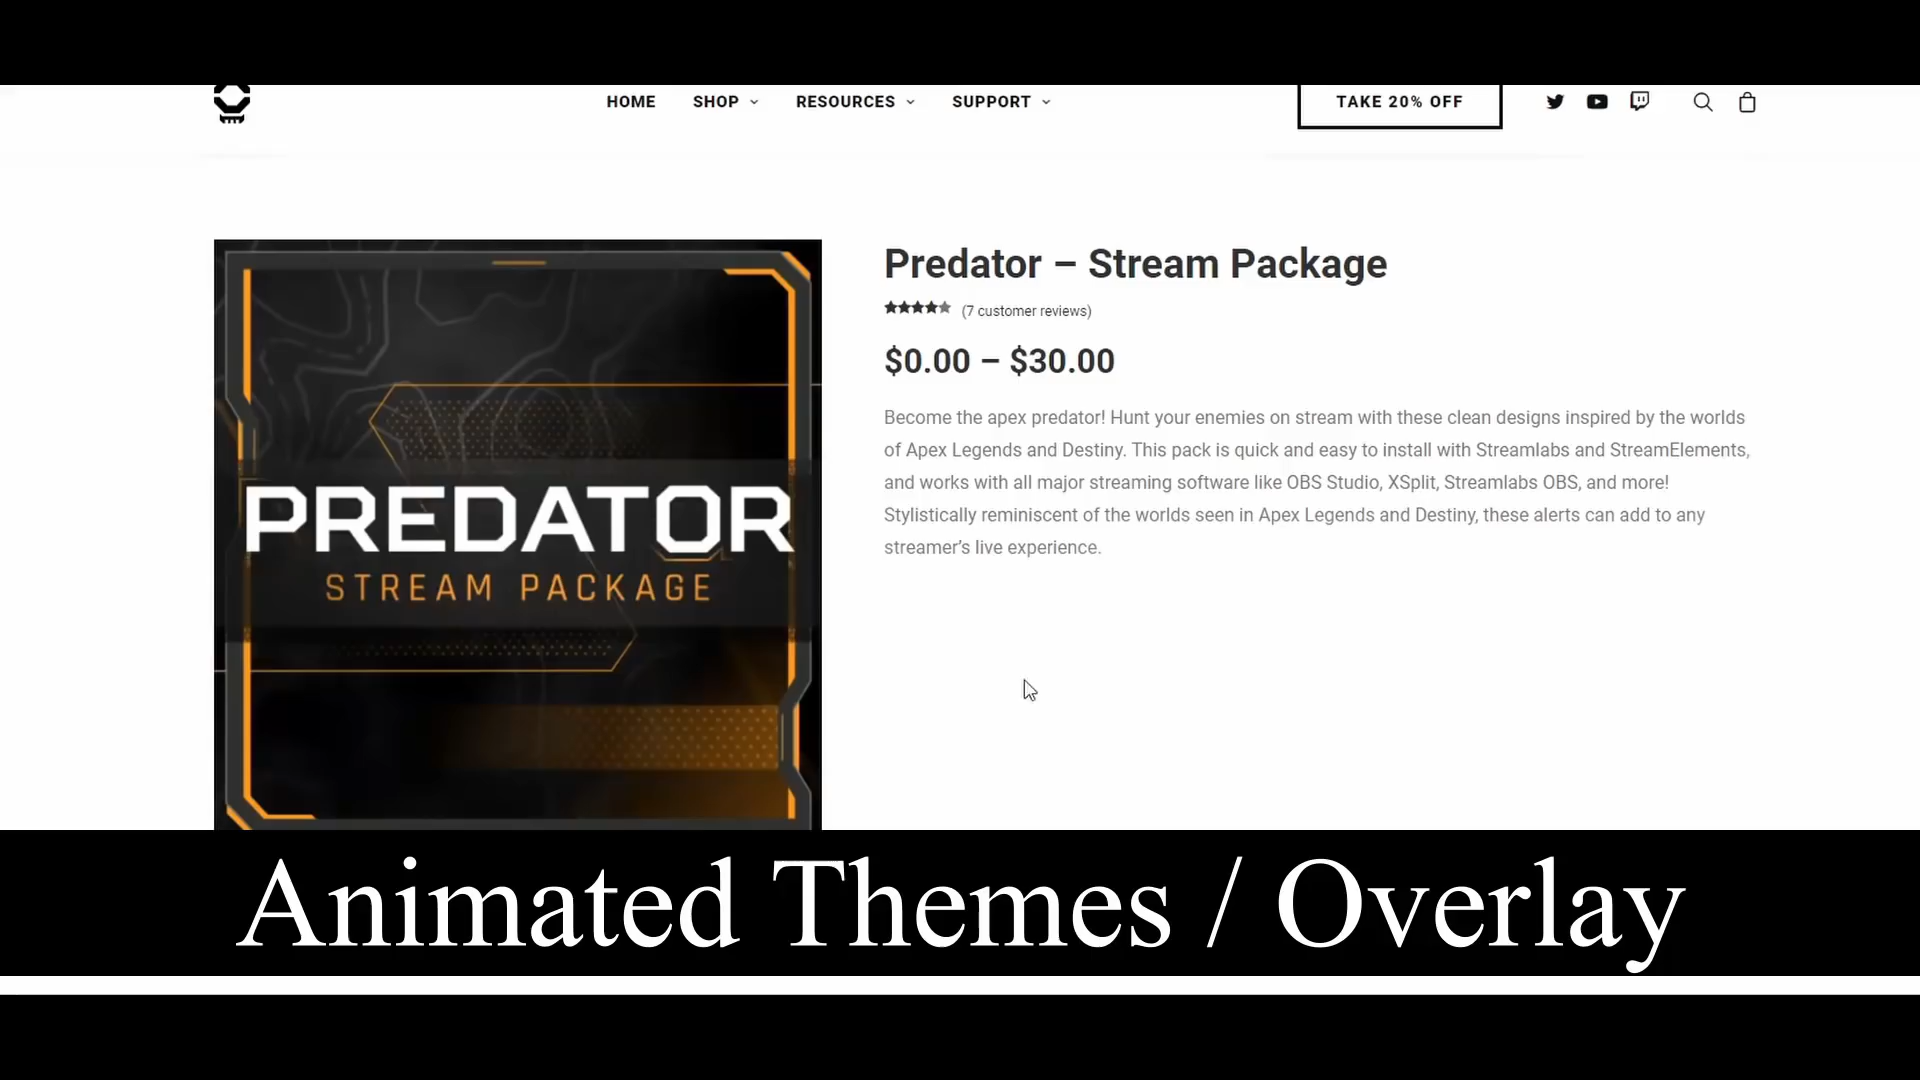 HOME SHOP RESOURCES SUPPORT TAKE 20% OFF
PREDATOR
STREAM PACKAGE
Predator – Stream Package
(7 customer reviews)
$0.00 – $30.00
Become the apex predator! Hunt your enemies on stream with these clean designs inspired by the worlds
of Apex Legends and Destiny. This pack is quick and easy to install with Streamlabs and StreamElements,
and works with all major streaming software like OBS Studio, XSplit, Streamlabs OBS, and more!
Stylistically reminiscent of the worlds seen in Apex Legends and Destiny, these alerts can add to any
streamer’s live experience.
Animated Themes / Overlay